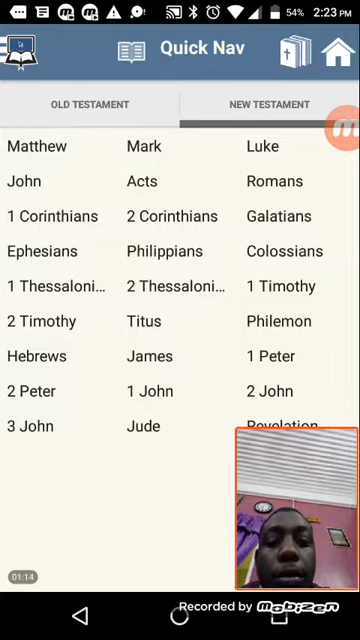 54% 2:23 PM
Quick Nav
OLD TESTAMENT NEW TESTAMENT
Matthew Mark Luke
John Acts Romans
1 Corinthians 2 Corinthians Galatians
Ephesians Philippians Colossians
1 Thessaloni... 2 Thessaloni... 1 Timothy
2 Timothy Titus Philemon
Hebrews James 1 Peter
2 Peter 1 John 2 John
3 John Jude Revelation
01:14
Recorded by mobizen